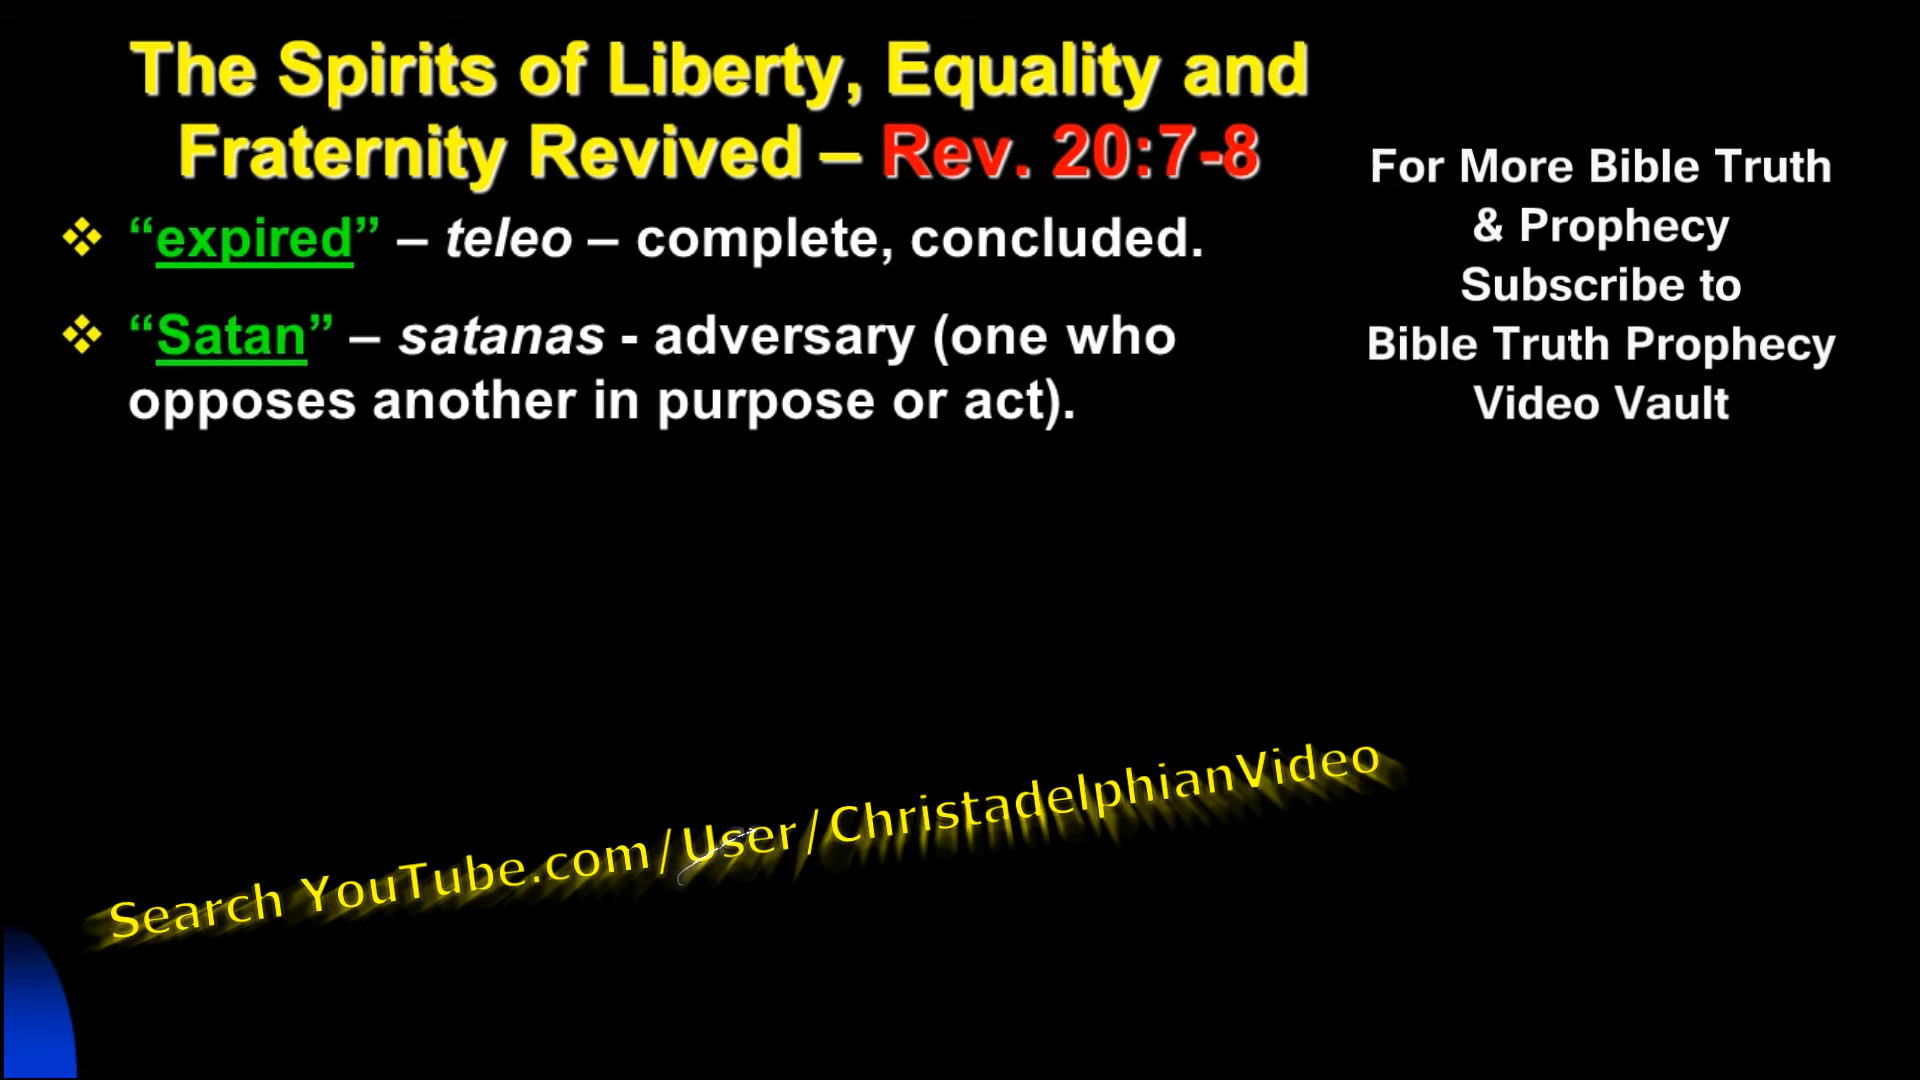 The Spirits of Liberty, Equality and
Fraternity Revived – Rev. 20:7-8
❖ “expired” – teleo – complete, concluded.
❖ “Satan” – satanas - adversary (one who
opposes another in purpose or act).
For More Bible Truth
& Prophecy
Subscribe to
Bible Truth Prophecy
Video Vault
Search YouTube.com/User/ChristadelphianVideo